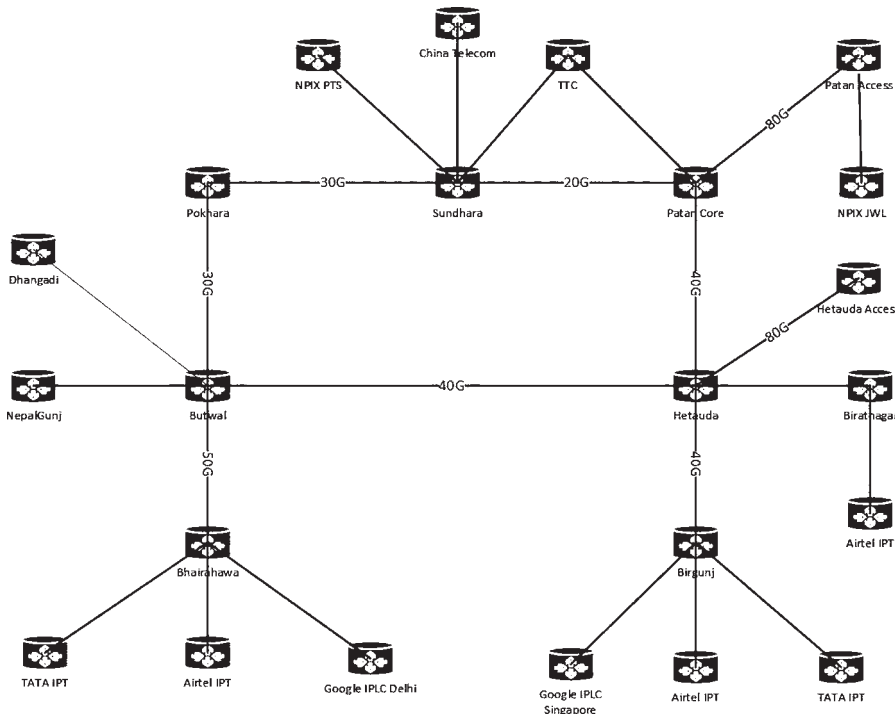 China Telecom
NPIX PTS
TTC
Patan Access
80G
30G
20G
Pokhara
Sundhara
Patan Core
NPIX JWL
Dhangadi
30G
40G
Hetauda Access
80G
40G
NepalGunj
Butwal
Hetauda
Biratnagar
50G
40G
Airtel IPT
Bhairahawa
Birgunj
TATA IPT
Airtel IPT
Google IPLC Delhi
Google IPLC
Singapore
Airtel IPT
TATA IPT